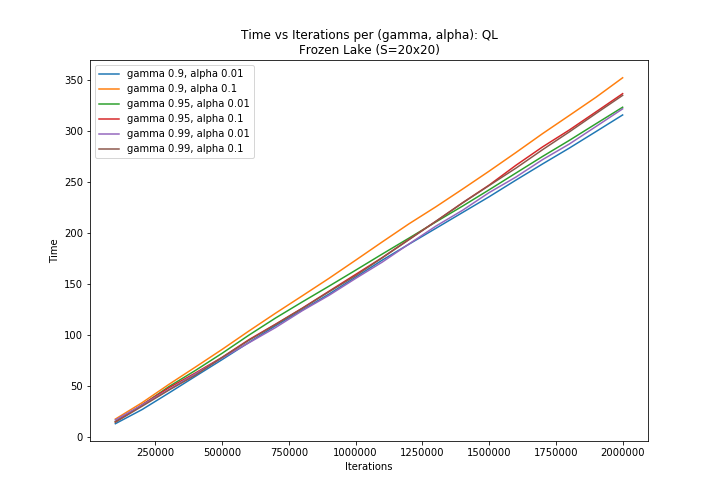 Time vs Iterations per (gamma, alpha): QL
Frozen Lake (S=20x20)
gamma 0.9, alpha 0.01
gamma 0.9, alpha 0.1
gamma 0.95, alpha 0.01
gamma 0.95, alpha 0.1
gamma 0.99, alpha 0.01
gamma 0.99, alpha 0.1
Time
350
300
250
200
150
100
50
0
250000 500000 750000 1000000 1250000 1500000 1750000 2000000
Iterations